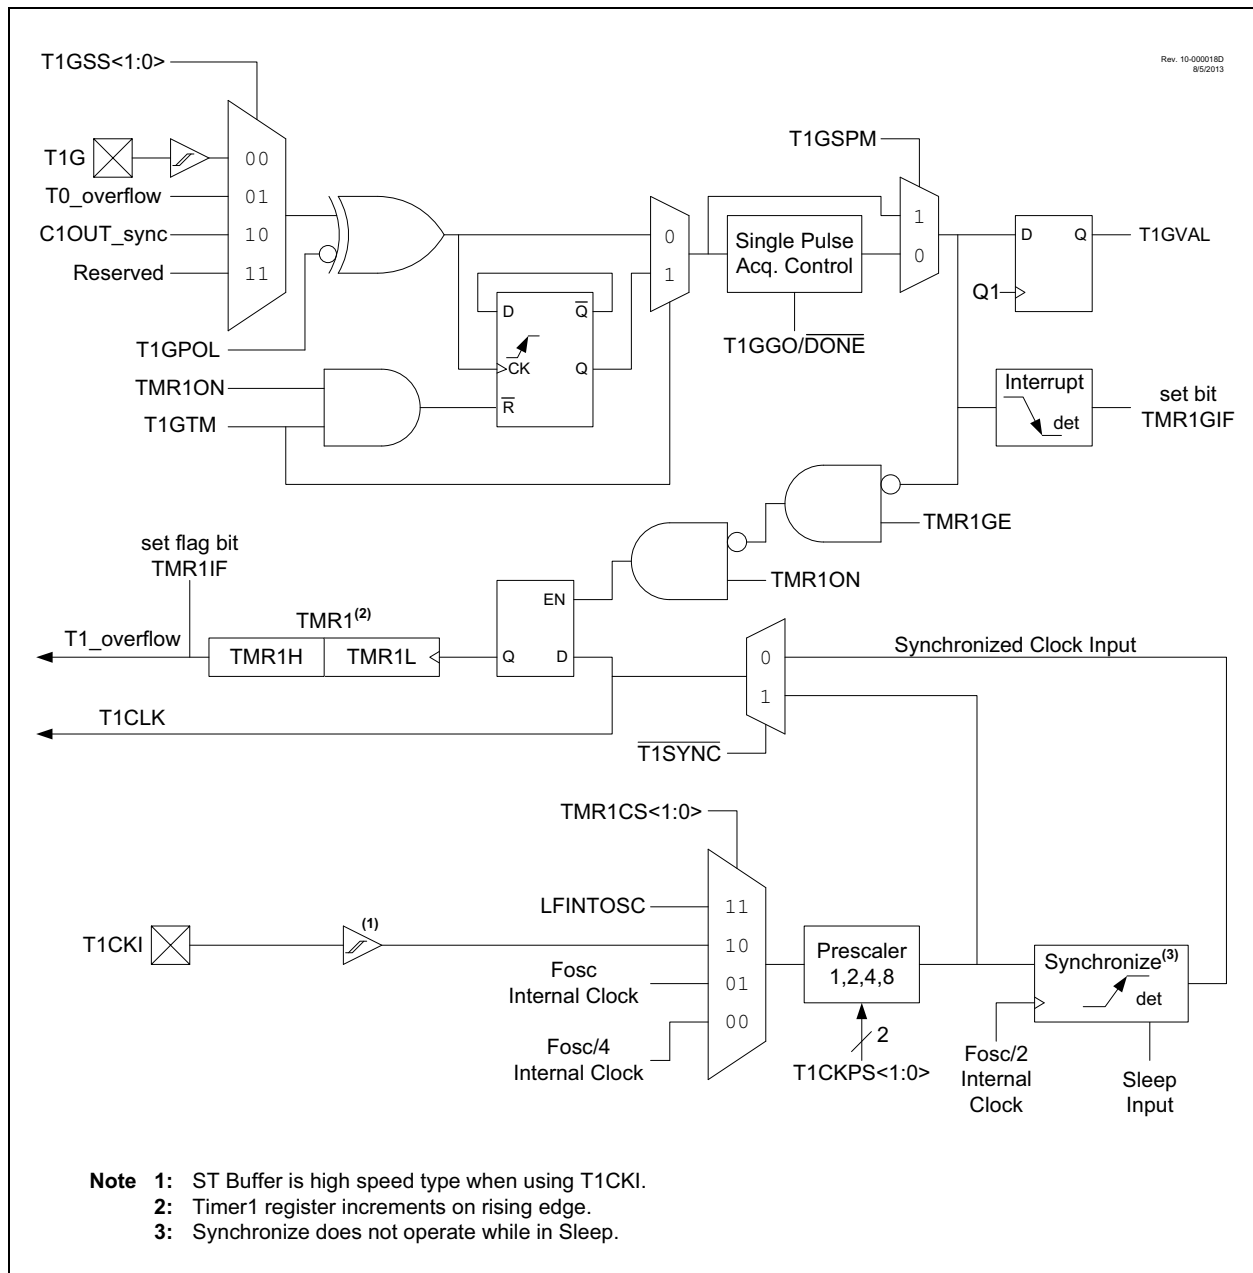 Rev. 10-000018D
8/5/2013
T1GSS<1:0>
T1G
00
T0_overflow
01
C1OUT_sync
10
Reserved
11
T1GPOL
TMR1ON
T1GTM
D
Q
CK
Q
R
0
1
Single Pulse
Acq. Control
T1GGO/DONE
T1GSPM
1
0
D
Q
Q1
T1GVAL
Interrupt
det
set bit
TMR1GIF
TMR1GE
TMR1ON
set flag bit
TMR1IF
T1_overflow
TMR1(2)
TMR1H
TMR1L
EN
Q
D
T1CLK
0
1
T1SYNC
Synchronized Clock Input
TMR1CS<1:0>
LFINTOSC
11
T1CKI
(1)
10
Fosc
Internal Clock
01
00
Fosc/4
Internal Clock
Prescaler
1,2,4,8
2
T1CKPS<1:0>
Synchronize(3)
det
Fosc/2
Internal
Clock
Sleep
Input
Note 1: ST Buffer is high speed type when using T1CKI.
2: Timer1 register increments on rising edge.
3: Synchronize does not operate while in Sleep.